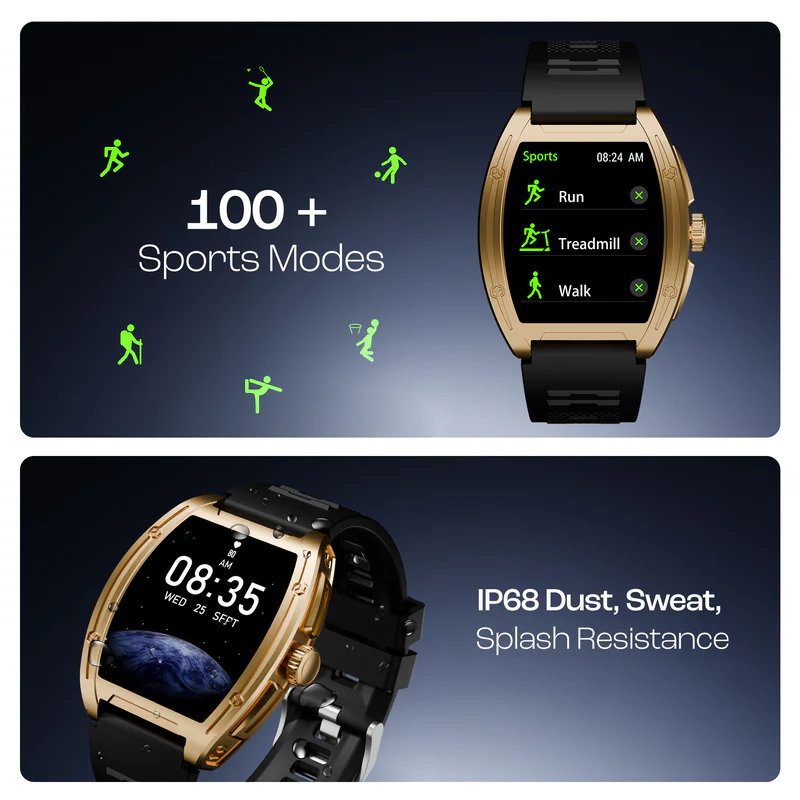 100 +
Sports Modes
Sports 08:24 AM
Run
Treadmill
Walk
80
AM
08:35
WED 25 SEPT
IP68 Dust, Sweat,
Splash Resistance